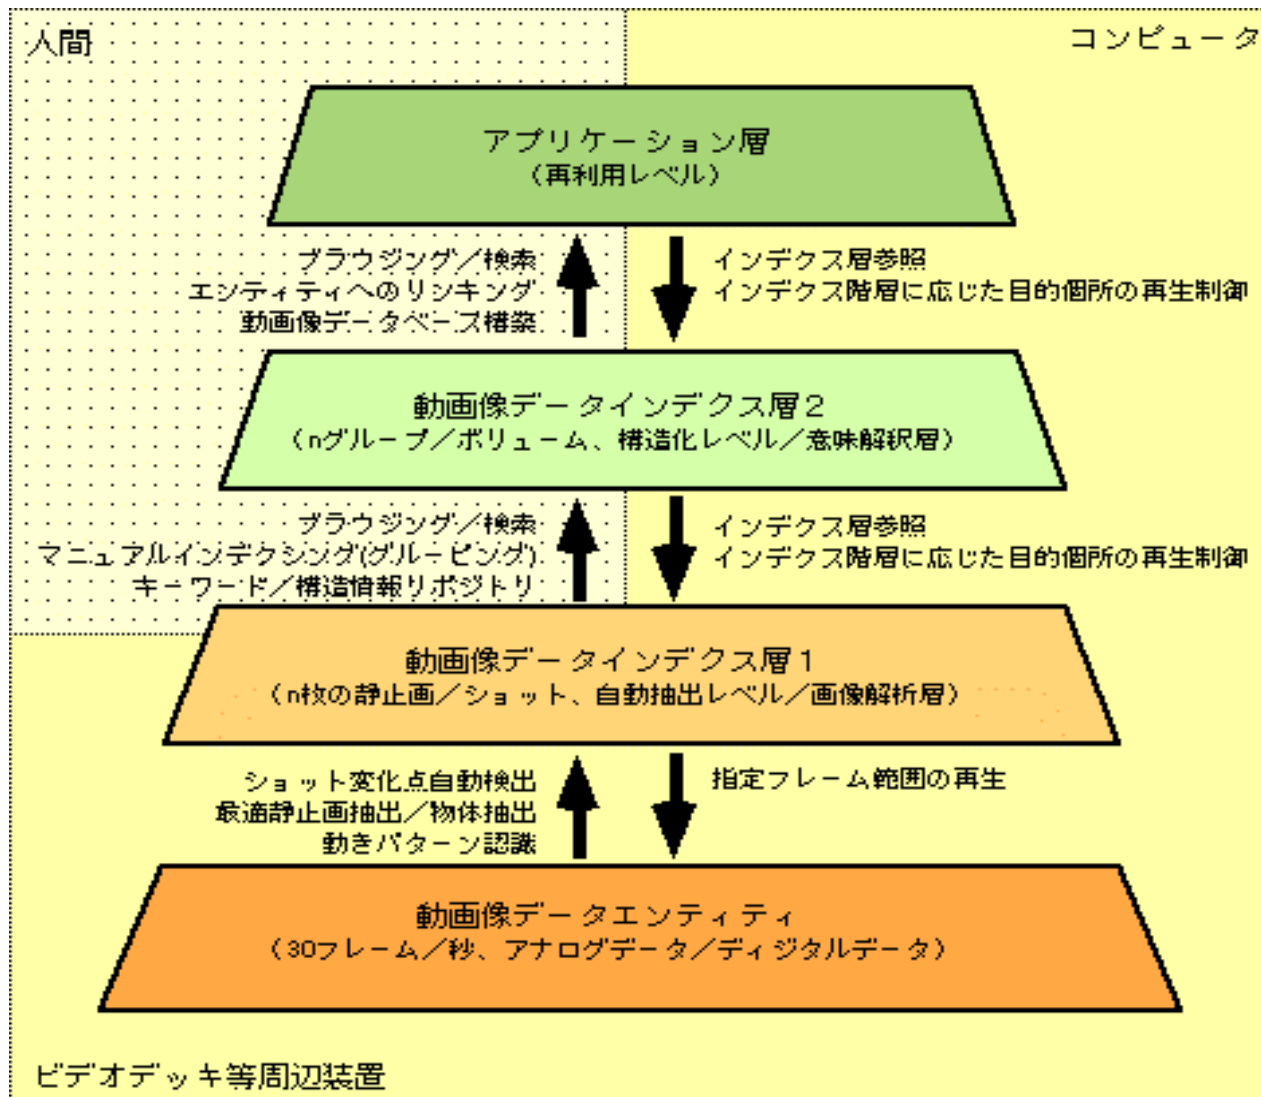 人間
コンピュータ
アプリケーション層
（再利用レベル）
ブラウジング／検索
エンティティへのリンキング
動画像データベース構築
インデクス層参照
インデクス階層に応じた目的個所の再生制御
動画像データインデクス層２
（nグループ／ボリューム、構造化レベル／意味解釈層）
ブラウジング／検索
マニュアルインデクシング(グルーピング)
キーワード／構造情報リポジトリ
インデクス層参照
インデクス階層に応じた目的個所の再生制御
動画像データインデクス層１
（n枚の静止画／ショット、自動抽出レベル／画像解析層）
ショット変化点自動検出
最適静止画抽出／物体抽出
動きパターン認識
指定フレーム範囲の再生
動画像データエンティティ
（30フレーム／秒、アナログデータ／ディジタルデータ）
ビデオデッキ等周辺装置